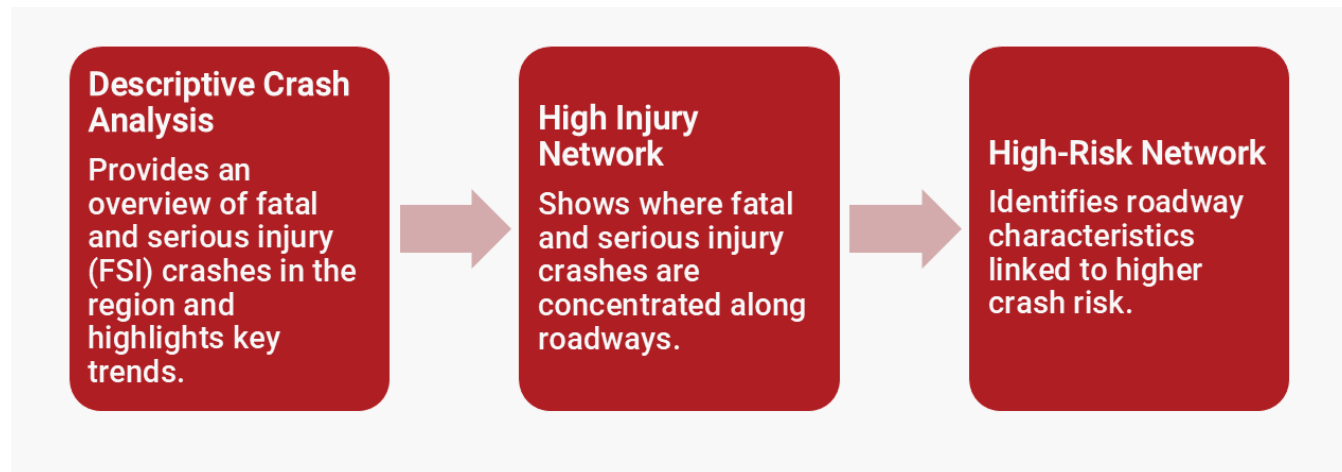 Descriptive Crash
Analysis
Provides an
overview of fatal
and serious injury
(FSI) crashes in the
region and
highlights key
trends.
High Injury
Network
Shows where fatal
and serious injury
crashes are
concentrated along
roadways.
High-Risk Network
Identifies roadway
characteristics
linked to higher
crash risk.